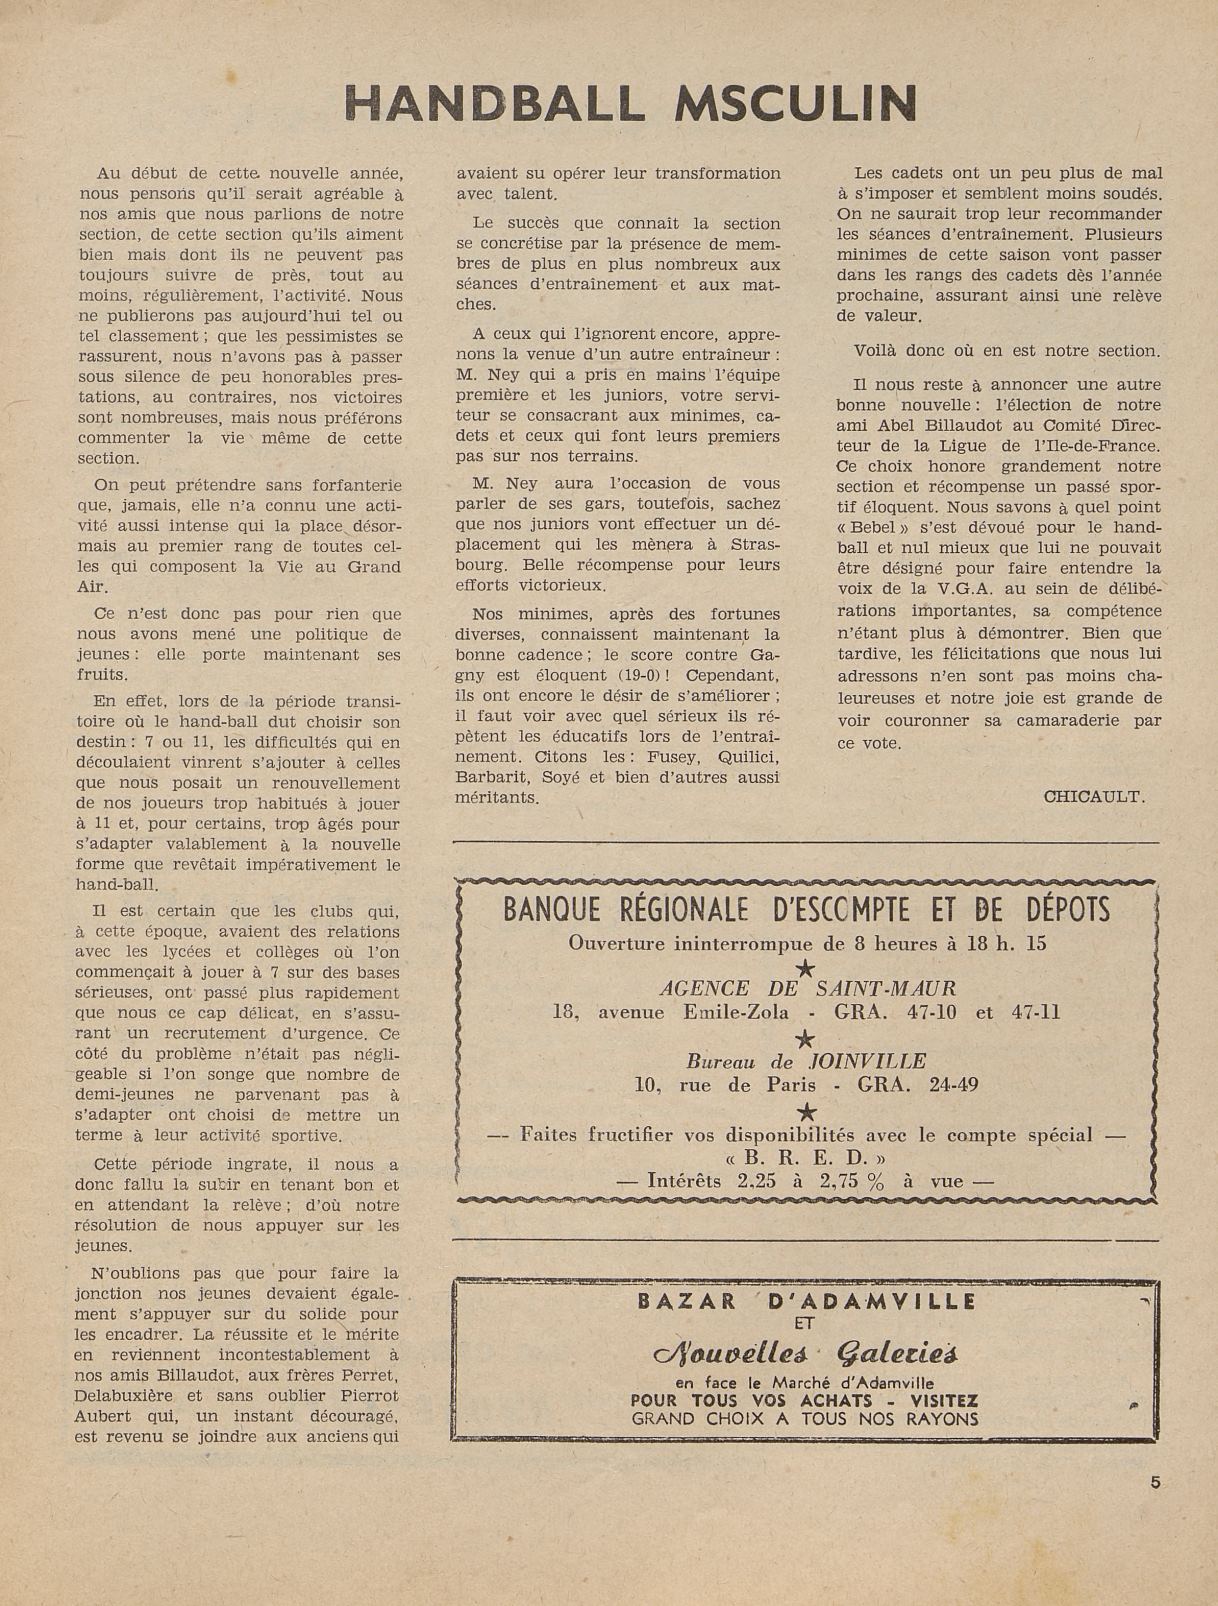 HANDBALL MSCULIN
Au début de cette nouvelle année,
nous pensons qu'il serait agréable à
nos amis que nous parlions de notre
section, de cette section qu'ils aiment
bien mais dont ils ne peuvent pas
toujours suivre de près, tout au
moins, régulièrement, l'activité. Nous
ne publierons pas aujourd'hui tel ou
tel classement ; que les pessimistes se
rassurent, nous n'avons pas à passer
sous silence de peu honorables pres-
tations, au contraires, nos victoires
sont nombreuses, mais nous préférons
commenter la vie même de cette
section.
On peut prétendre sans forfanterie
que, jamais, elle n'a connu une acti-
vité aussi intense qui la place désor-
mais au premier rang de toutes cel-
les qui composent la Vie au Grand
Air.
Ce n'est donc pas pour rien que
nous avons mené une politique de
jeunes : elle porte maintenant ses
fruits.
En effet, lors de la période transi-
toire où le hand-ball dut choisir son
destin : 7 ou 11, les difficultés qui en
découlaient vinrent s'ajouter à celles
que nous posait un renouvellement
de nos joueurs trop habitués à jouer
à 11 et, pour certains, trop âgés pour
s'adapter valablement à la nouvelle
forme que revêtait impérativement le
hand-ball.
Il est certain que les clubs qui,
à cette époque, avaient des relations
avec les lycées et collèges où l'on
commençait à jouer à 7 sur des bases
sérieuses, ont passé plus rapidement
que nous ce cap délicat, en s'assu-
rant un recrutement d'urgence. Ce
côté du problème n'était pas négli-
geable si l'on songe que nombre de
demi-jeunes ne parvenant pas à
s'adapter ont choisi de mettre un
terme à leur activité sportive.
Cette période ingrate, il nous a
donc fallu la subir en tenant bon et
en attendant la relève ; d'où notre
résolution de nous appuyer sur les
jeunes.
N'oublions pas que pour faire la
jonction nos jeunes devaient égale-
ment s'appuyer sur du solide pour
les encadrer. La réussite et le mérite
en reviennent incontestablement à
nos amis Billaudot, aux frères Perret,
Delabuxière et sans oublier Pierrot
Aubert qui, un instant découragé,
est revenu se joindre aux anciens qui
avaient su opérer leur transformation
avec talent.
Le succès que connaît la section
se concrétise par la présence de mem-
bres de plus en plus nombreux aux
séances d'entraînement et aux mat-
ches.
A ceux qui l'ignorent encore, appre-
nons la venue d'un autre entraîneur :
M. Ney qui a pris en mains l'équipe
première et les juniors, votre servi-
teur se consacrant aux minimes, ca-
dets et ceux qui font leurs premiers
pas sur nos terrains.
M. Ney aura l'occasion de vous
parler de ses gars, toutefois, sachez
que nos juniors vont effectuer un dé-
placement qui les mènera à Stras-
bourg. Belle récompense pour leurs
efforts victorieux.
Nos minimes, après des fortunes
diverses, connaissent maintenant la
bonne cadence ; le score contre Ga-
gny est éloquent (19-0) ! Cependant,
ils ont encore le désir de s'améliorer ;
il faut voir avec quel sérieux ils ré-
pètent les éducatifs lors de l'entraî-
nement. Citons les : Fusey, Quilici,
Barbarit, Soyé et bien d'autres aussi
méritants.
Les cadets ont un peu plus de mal
à s'imposer et semblent moins soudés.
On ne saurait trop leur recommander
les séances d'entraînement. Plusieurs
minimes de cette saison vont passer
dans les rangs des cadets dès l'année
prochaine, assurant ainsi une relève
de valeur.
Voilà donc où en est notre section.
Il nous reste à annoncer une autre
bonne nouvelle : l'élection de notre
ami Abel Billaudot au Comité Direc-
teur de la Ligue de l'Ile-de-France.
Ce choix honore grandement notre
section et récompense un passé spor-
tif éloquent. Nous savons à quel point
« Bebel » s'est dévoué pour le hand-
ball et nul mieux que lui ne pouvait
être désigné pour faire entendre la
voix de la V.G.A. au sein de délibé-
rations importantes, sa compétence
n'étant plus à démontrer. Bien que
tardive, les félicitations que nous lui
adressons n'en sont pas moins cha-
leureuses et notre joie est grande de
voir couronner sa camaraderie par
ce vote.
CHICAULT.
BANQUE RÉGIONALE D'ESCOMPTE ET DE DÉPOTS
Ouverture ininterrompue de 8 heures à 18 h. 15
AGENCE DE SAINT-MAUR
18, avenue Emile-Zola - GRA. 47-10 et 47-11
Bureau de JOINVILLE
10, rue de Paris - GRA. 24-49
— Faites fructifier vos disponibilités avec le compte spécial —
« B. R. E. D. »
— Intérêts 2,25 à 2,75 % à vue —
BAZAR D'ADAMVILLE
ET
Nouvelles Galeries
en face le Marché d'Adamville
POUR TOUS VOS ACHATS - VISITEZ
GRAND CHOIX A TOUS NOS RAYONS
5